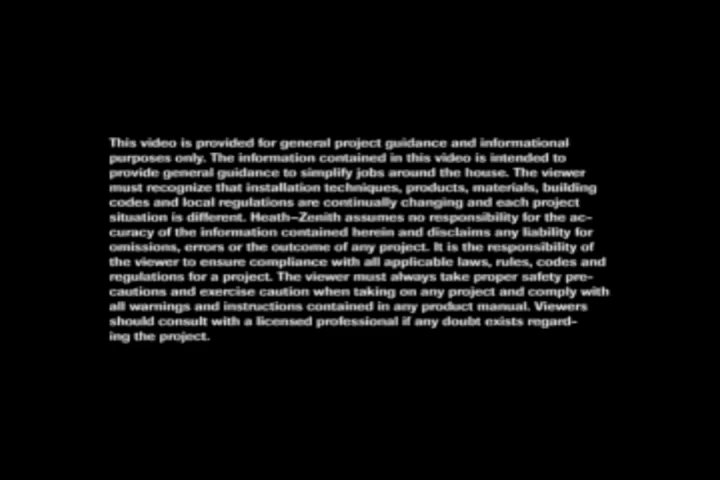 This video is provided for general project guidance and informational
purposes only. The information contained in this video is intended to
provide general guidance to simplify jobs around the house. The viewer
must recognize that installation techniques, products, materials, building
codes and local regulations are continually changing and each project
situation is different. Heath-Zenith assumes no responsibility for the ac-
curacy of the information contained herein and disclaims any liability for
omissions, errors or the outcome of any project. It is the responsibility of
the viewer to ensure compliance with all applicable laws, rules, codes and
regulations for a project. The viewer must always take proper safety pre-
cautions and exercise caution when taking on any project and comply with
all warnings and instructions contained in any product manual. Viewers
should consult with a licensed professional if any doubt exists regard-
ing the project.